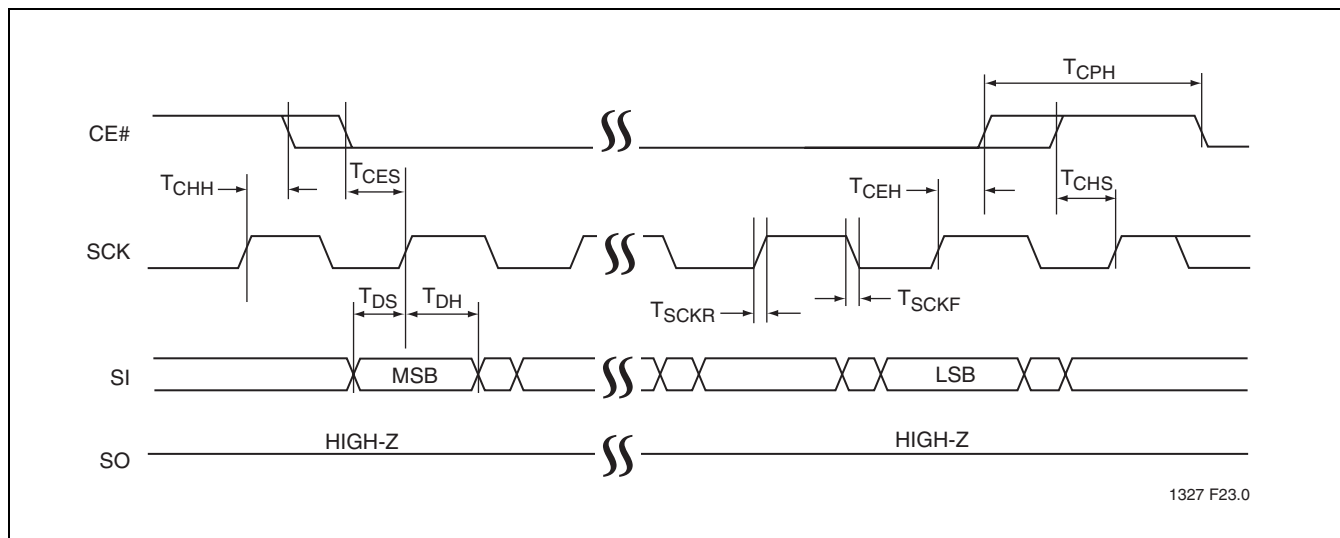 TCPH
CE#
TCHH
TCES
TCEH
TCHS
SCK
TDS
TDH
TSCKR
TSCKF
SI
MSB
LSB
HIGH-Z
HIGH-Z
SO
1327 F23.0